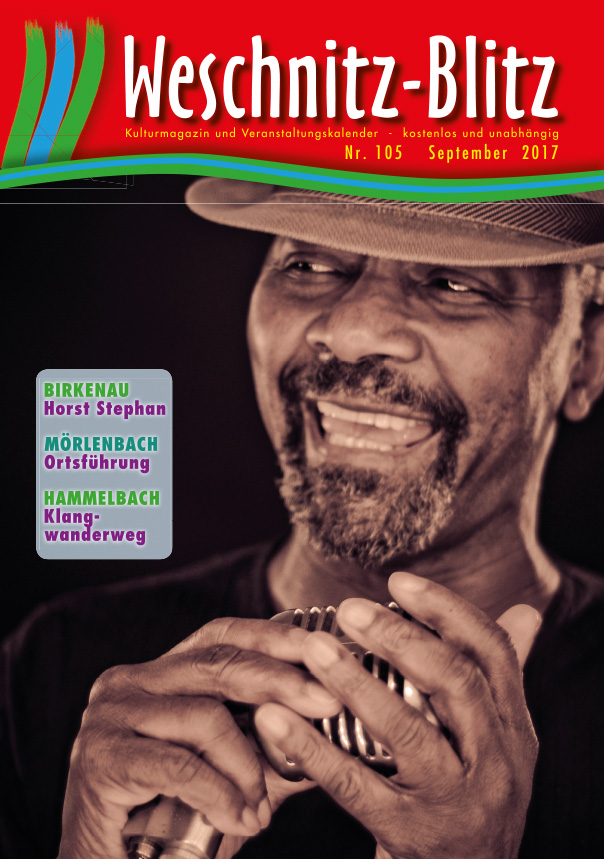 Weschnitz-Blitz
Kulturmagazin und Veranstaltungskalender - kostenlos und unabhängig
Nr. 105 September 2017
BIRKENAU
Horst Stephan
MÖRLENBACH
Ortsführung
HAMMELBACH
Klang-
wanderweg